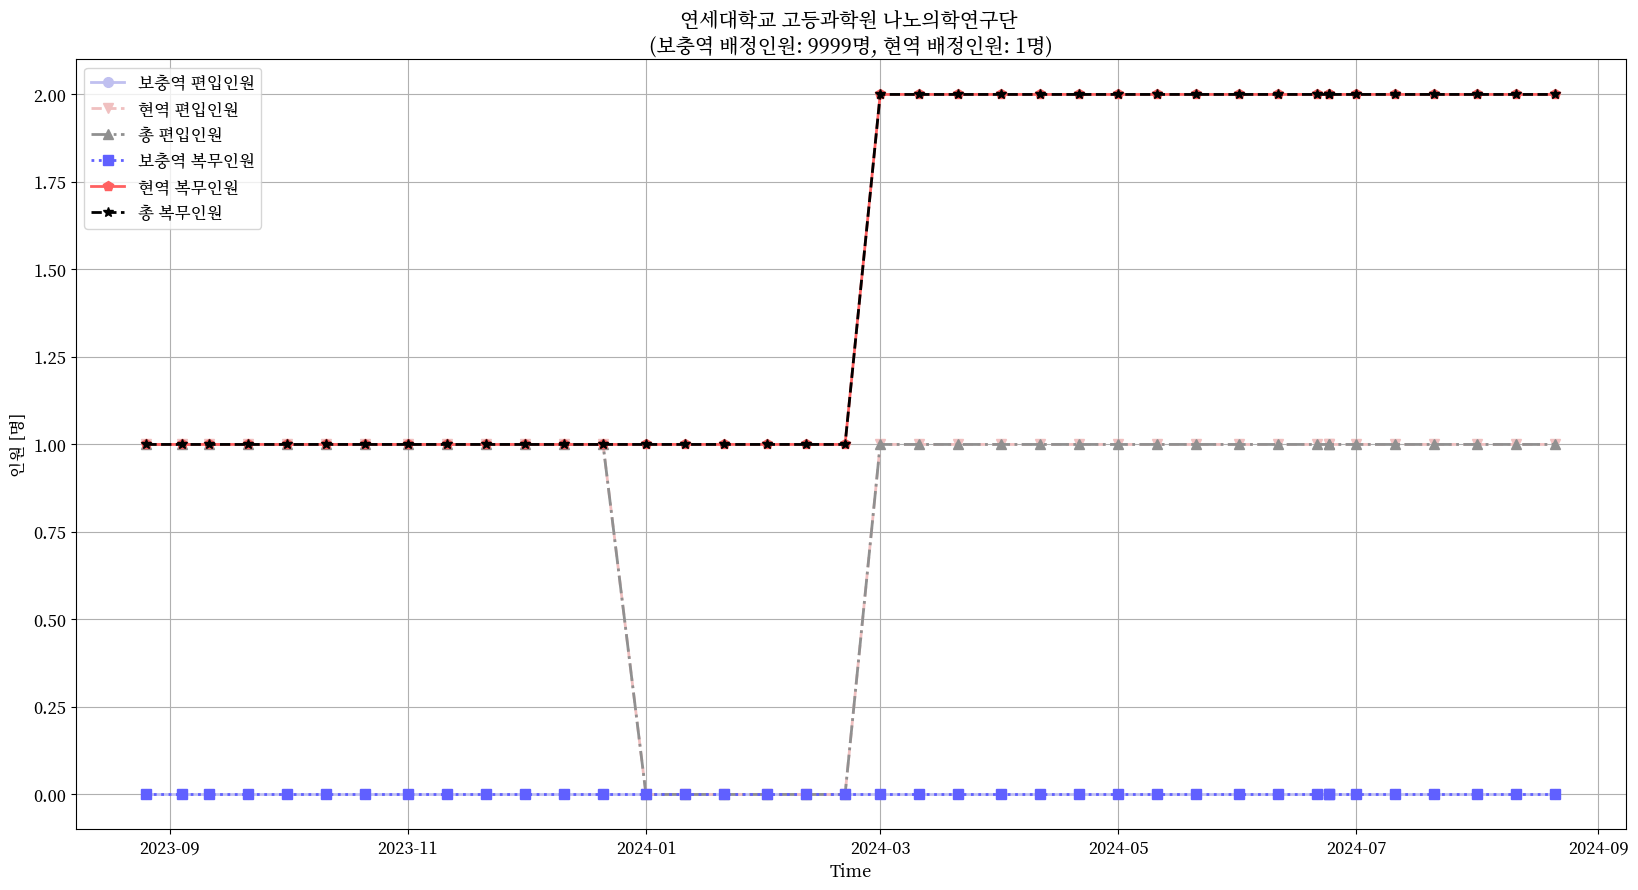 연세대학교 고등과학원 나노의학연구단
(보충역 배정인원: 9999명, 현역 배정인원: 1명)
보충역 편입인원
현역 편입인원
총 편입인원
보충역 복무인원
현역 복무인원
총 복무인원
2.00
1.75
1.50
1.25
1.00
0.75
0.50
0.25
0.00
인원 [명]
2023-09 2023-11 2024-01 2024-03 2024-05 2024-07 2024-09
Time